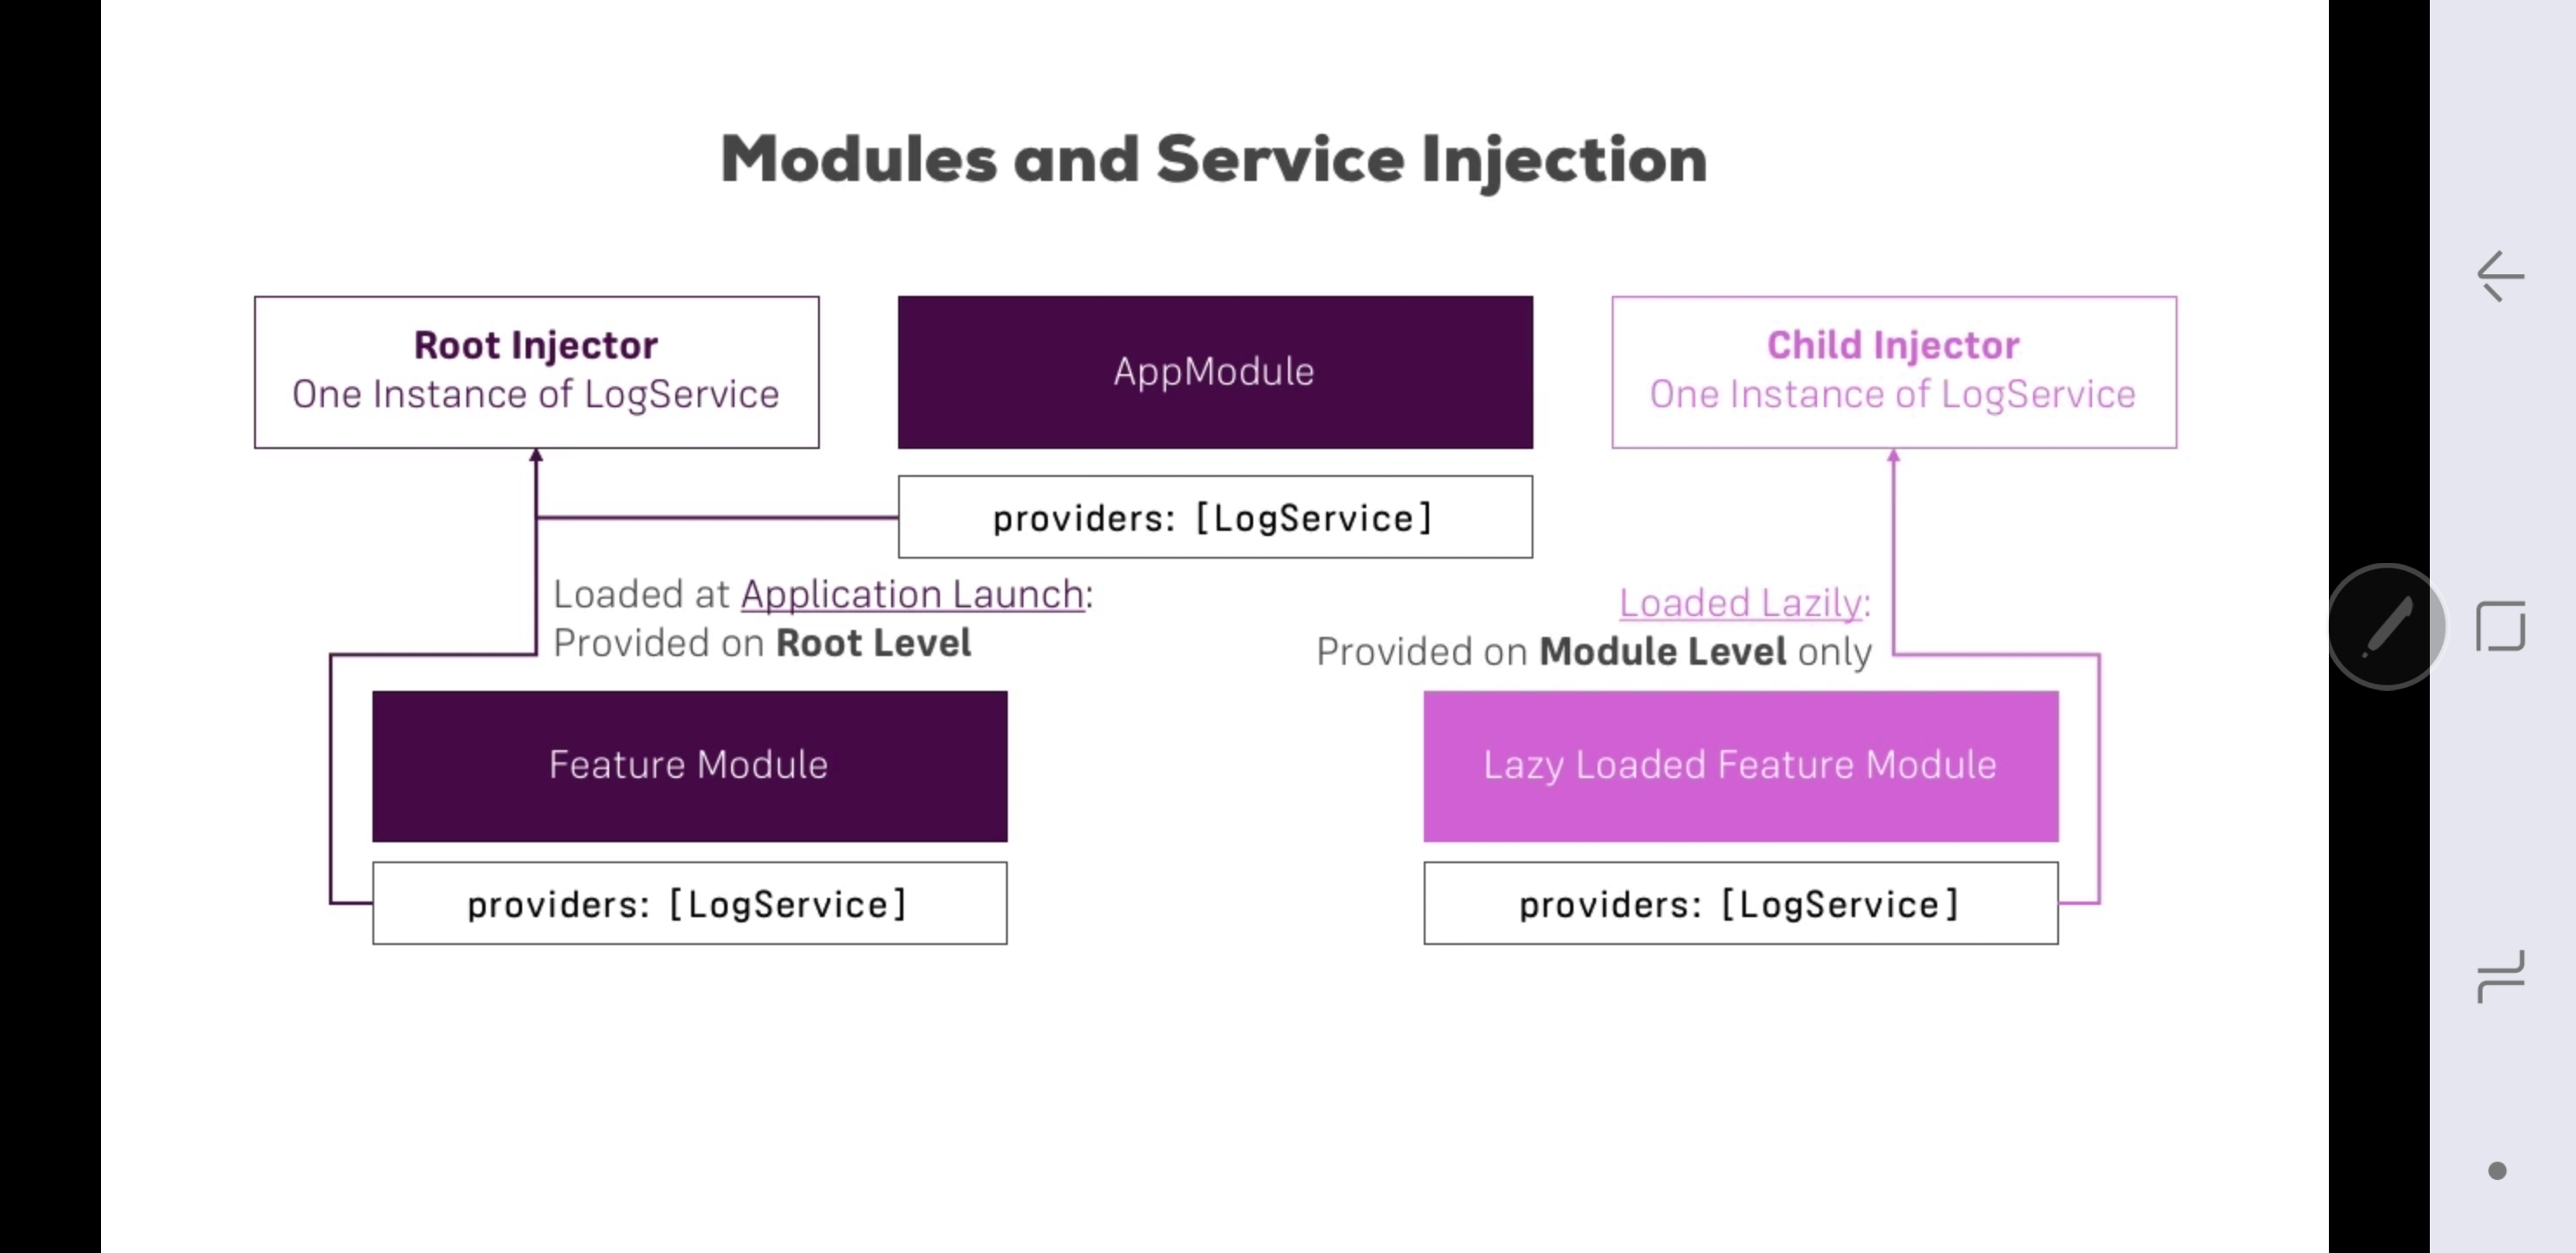 Modules and Service Injection
Root Injector
One Instance of LogService
AppModule
Child Injector
One Instance of LogService
providers: [LogService]
Loaded at Application Launch:
Provided on Root Level
Loaded Lazily:
Provided on Module Level only
Feature Module
Lazy Loaded Feature Module
providers: [LogService]
providers: [LogService]